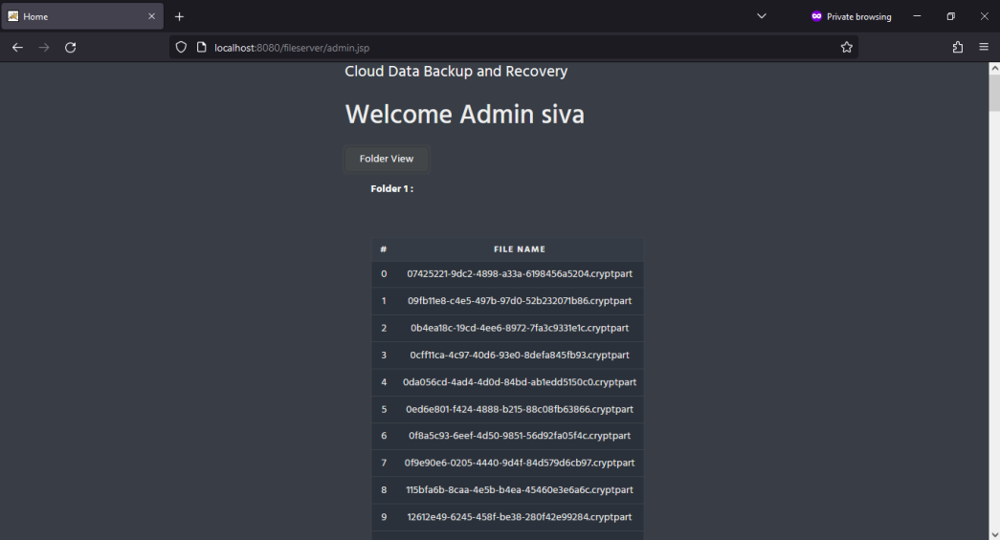 Home
Private browsing
localhost:8080/fileserver/admin.jsp
Cloud Data Backup and Recovery
Welcome Admin siva
Folder View
Folder 1 :
# FILE NAME
0 07425221-9dc2-4898-a33a-6198456a5204.cryptpart
1 09fb11e8-c4e5-497b-97d0-52b232071b86.cryptpart
2 0b4ea18c-19cd-4ee6-8972-7fa3c9331e1c.cryptpart
3 0cff11ca-4c97-40d6-93e0-8defa845fb93.cryptpart
4 0da056cd-4ad4-4d0d-84bd-ab1edd5150c0.cryptpart
5 0ed6e801-f424-4888-b215-88c08fb63866.cryptpart
6 0f8a5c93-6eef-4d50-9851-56d92fa05f4c.cryptpart
7 0f9e90e6-0205-4440-9d4f-84d579d6cb97.cryptpart
8 115bfa6b-8caa-4e5b-b4ea-45460e3e6a6c.cryptpart
9 12612e49-6245-458f-be38-280f42e99284.cryptpart